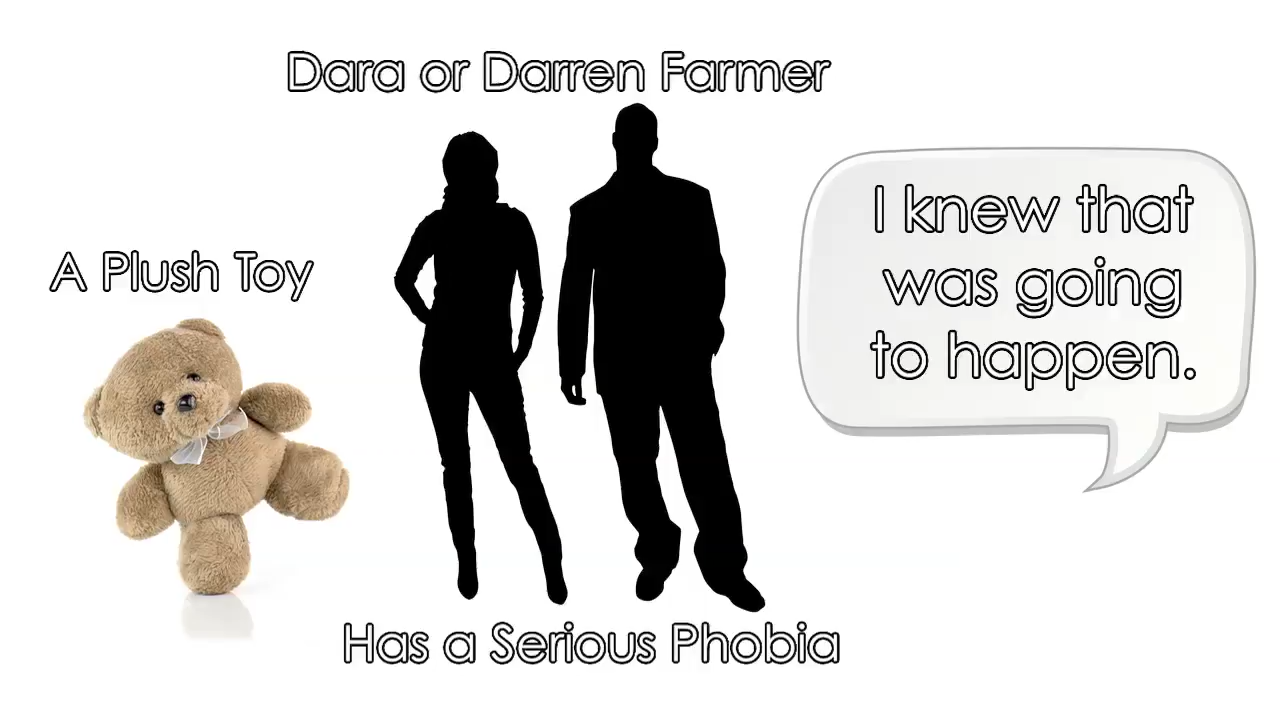 Dara or Darren Farmer
A Plush Toy
I knew that
was going
to happen.
Has a Serious Phobia